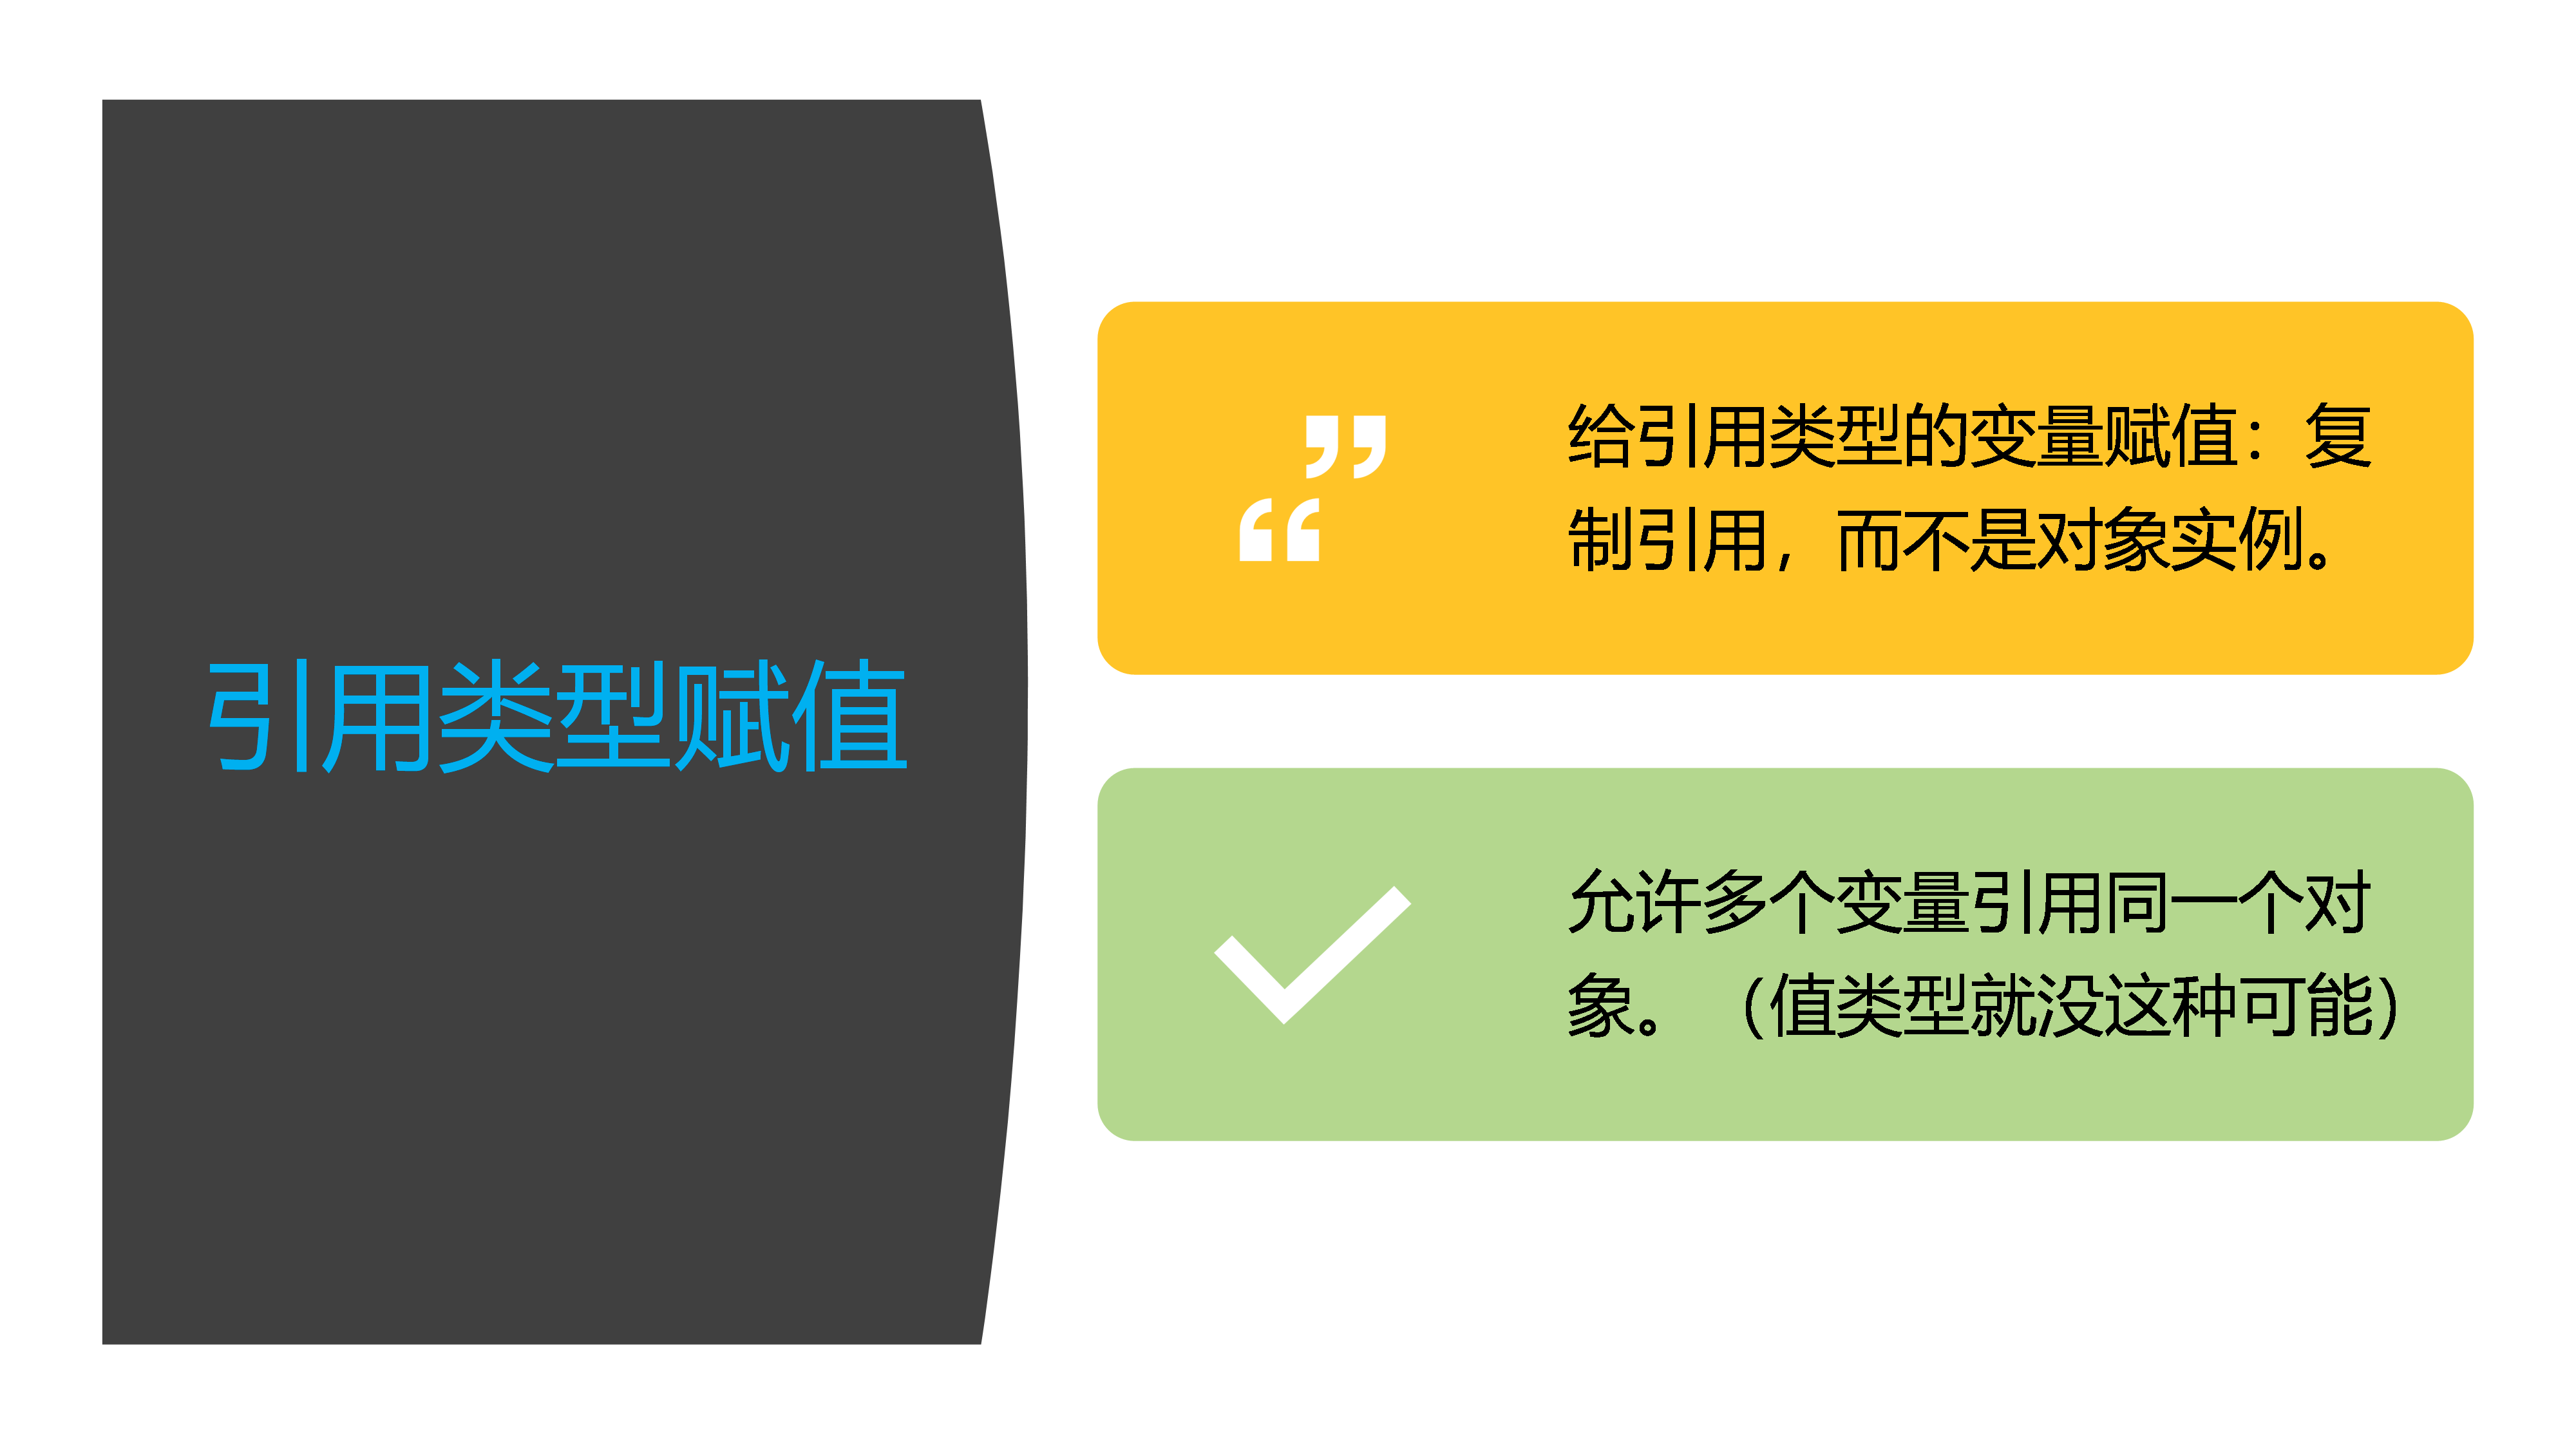 引用类型赋值
给引用类型的变量赋值：复
制引用，而不是对象实例。
允许多个变量引用同一个对
象。（值类型就没这种可能）